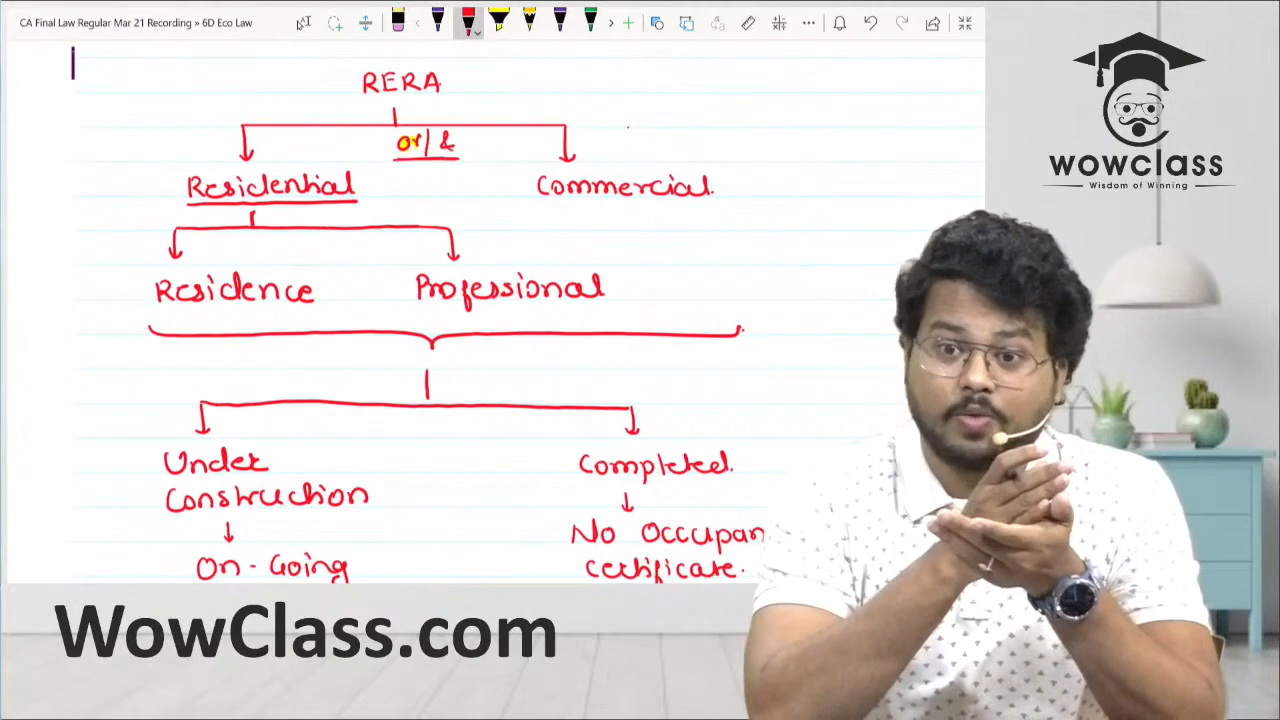 CA Final Law Regular Mar 21 Recording » 6D Eco Law
RERA
or / &
Residential
Commercial.
Residence
Professional
Under
Construction
Completed.
On-Going
No Occupan
certificate.
wowclass
Wisdom of Winning
WowClass.com